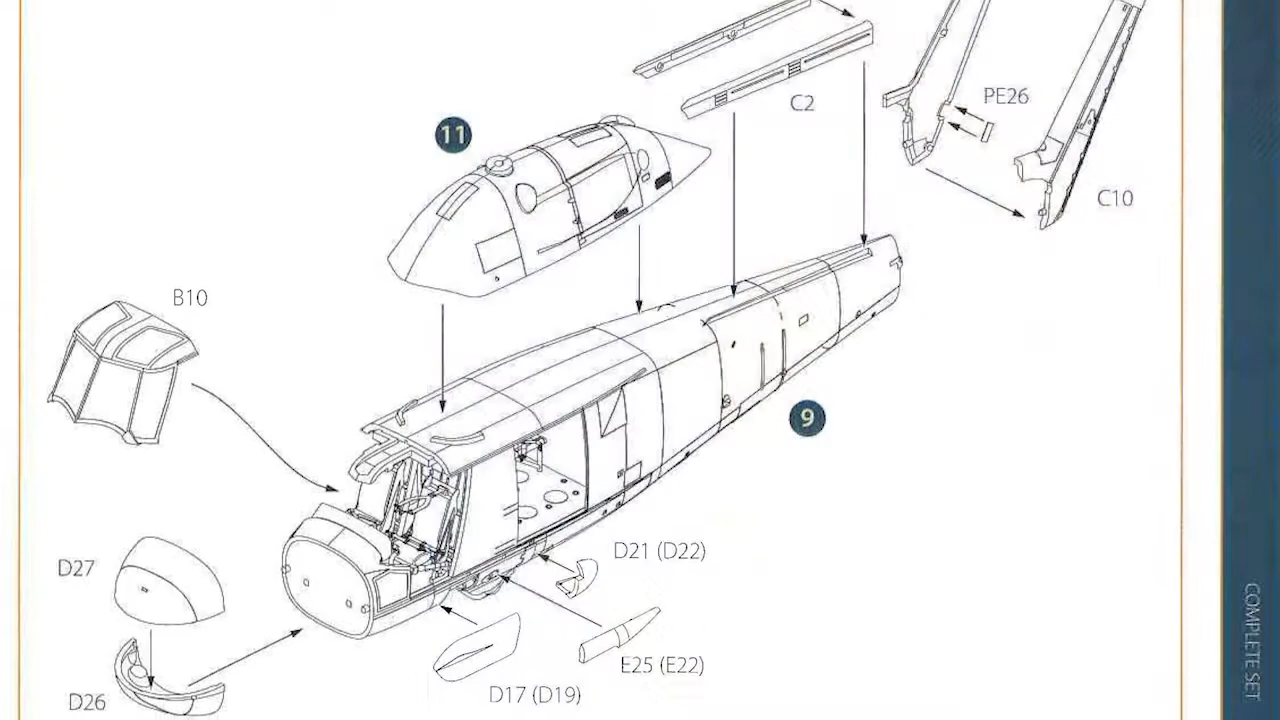 PE26
C2
11
C10
B10
9
D21 (D22)
D27
E25 (E22)
D17 (D19)
D26
COMPLETE SET